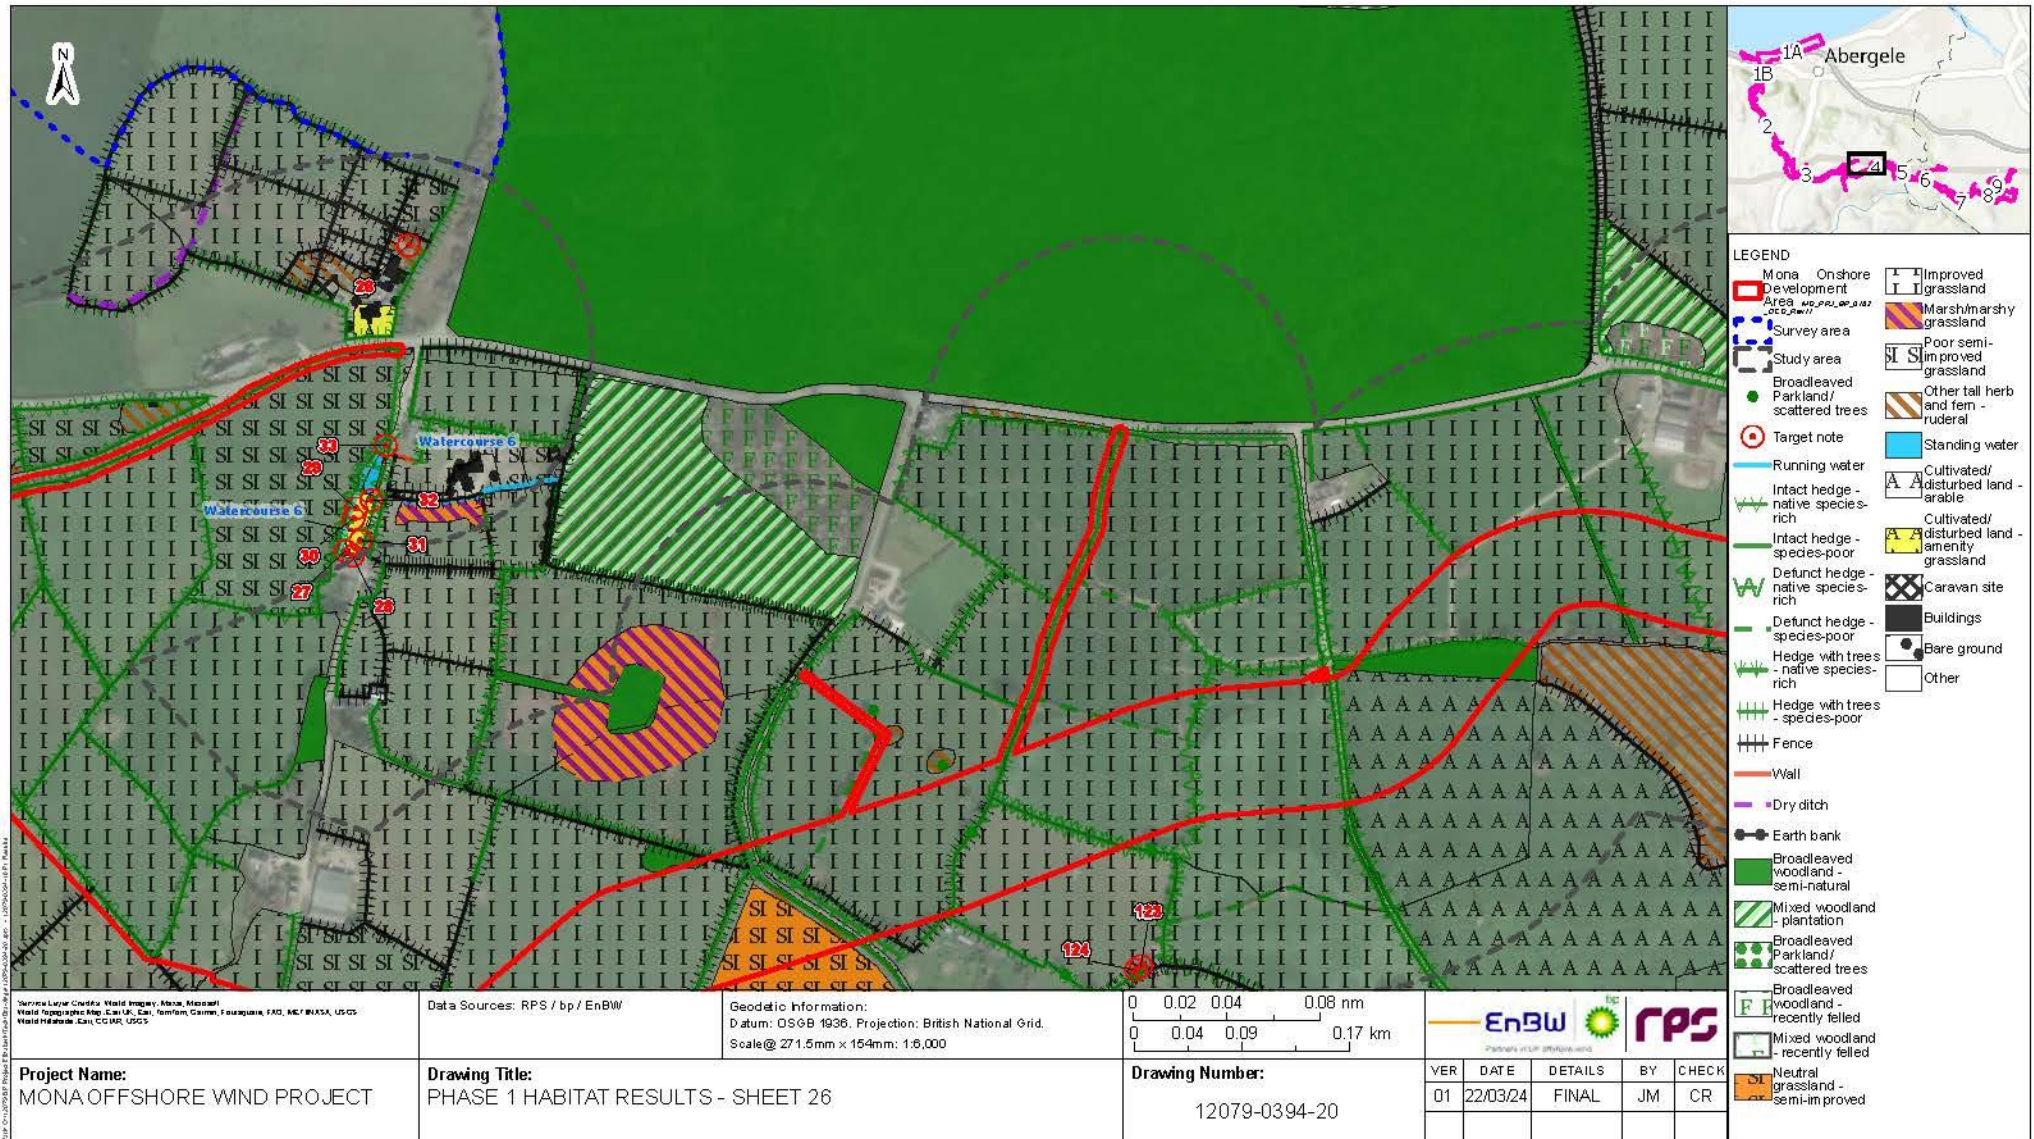 N
28
33
Watercourse 6
29
32
Watercourse 6
31
30
27
26
123
124
1A
Abergele
1B
2
3
4
5
6
7
8
9
LEGEND
Mona Onshore
Development
Area
Survey area
Study area
Broadleaved
Parkland/
scattered trees
Target note
Running water
Intact hedge -
native species-
rich
Intact hedge -
species-poor
Defunct hedge -
native species-
rich
Defunct hedge -
species-poor
Hedge with trees
- native species-
rich
Hedge with trees
- species-poor
Fence
Wall
Dry ditch
Earth bank
Broadleaved
woodland -
semi-natural
Mixed woodland
- plantation
Broadleaved
Parkland/
scattered trees
Broadleaved
woodland -
recently felled
Mixed woodland
- recently felled
Neutral
grassland -
semi-improved
Improved
grassland
Marsh/marshy
grassland
Poor semi-
improved
grassland
Other tall herb
and fern -
ruderal
Standing water
Cultivated/
disturbed land -
arable
Cultivated/
disturbed land -
amenity
grassland
Caravan site
Buildings
Bare ground
Other
Data Sources: RPS / bp / EnBW
Geodetic Information:
Datum: OSGB 1936. Projection: British National Grid.
Scale@ 271.5mm x 154mm: 1:6,000
0 0.02 0.04 0.08 nm
0 0.04 0.09 0.17 km
EnBW bp rps
Project Name:
MONA OFFSHORE WIND PROJECT
Drawing Title:
PHASE 1 HABITAT RESULTS - SHEET 26
Drawing Number:
12079-0394-20
VER DATE DETAILS BY CHECK
01 22/03/24 FINAL JM CR